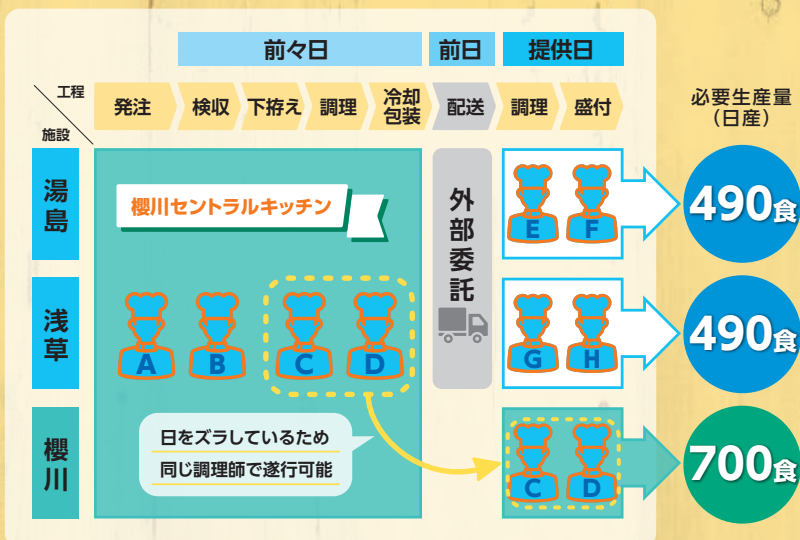 前々日
前日
提供日
工程
施設
発注
検収
下拵え
調理
冷却
包装
配送
調理
盛付
必要生産量
(日産)
湯島
櫻川セントラルキッチン
外部委託
E
F
490食
浅草
A
B
C
D
G
H
490食
櫻川
日をズラしているため
同じ調理師で遂行可能
C
D
700食